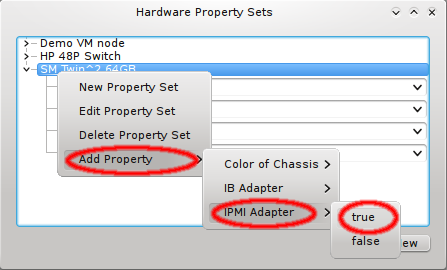 Hardware Property Sets
Demo VM node
HP 48P Switch
SM Twin^2 64GB
New Property Set
Edit Property Set
Delete Property Set
Add Property
Color of Chassis
IB Adapter
IPMI Adapter
true
false